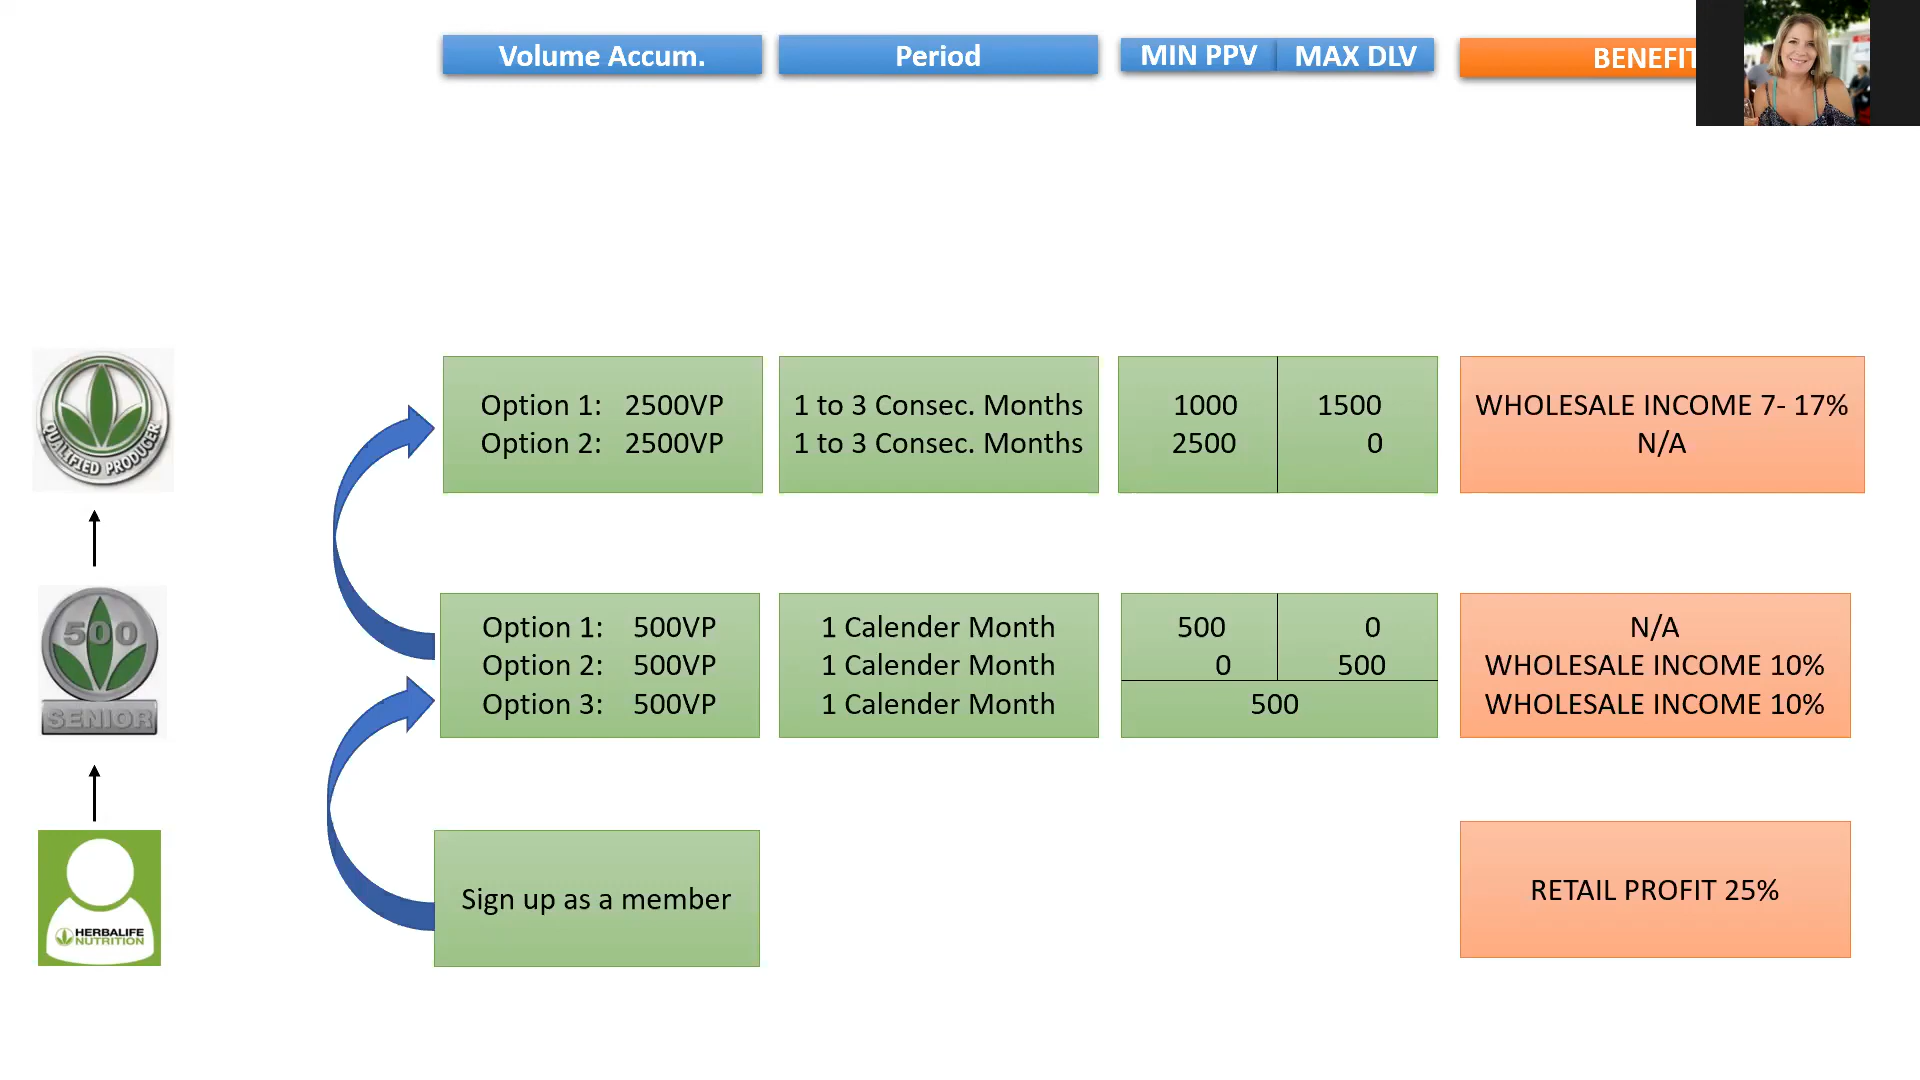 Volume Accum.
Period
MIN PPV
MAX DLV
BENEFIT
QUALIFIED PRODUCER
Option 1: 2500VP
Option 2: 2500VP
1 to 3 Consec. Months
1 to 3 Consec. Months
1000 1500
2500 0
WHOLESALE INCOME 7- 17%
N/A
500
SENIOR
Option 1: 500VP
Option 2: 500VP
Option 3: 500VP
1 Calender Month
1 Calender Month
1 Calender Month
500 0
0 500
500
N/A
WHOLESALE INCOME 10%
WHOLESALE INCOME 10%
HERBALIFE
NUTRITION
Sign up as a member
RETAIL PROFIT 25%